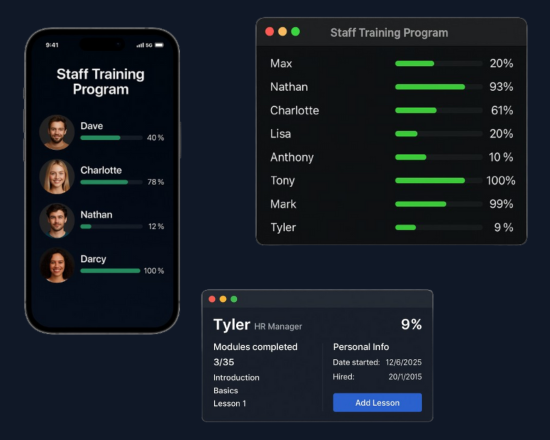 9:41
5G
Staff Training
Program
Dave
40 %
Charlotte
78 %
Nathan
12 %
Darcy
100 %
Staff Training Program
Max 20%
Nathan 93%
Charlotte 61%
Lisa 20%
Anthony 10 %
Tony 100%
Mark 99%
Tyler 9 %
Tyler HR Manager 9%
Modules completed
3/35
Introduction
Basics
Lesson 1
Personal Info
Date started: 12/6/2025
Hired: 20/1/2015
Add Lesson